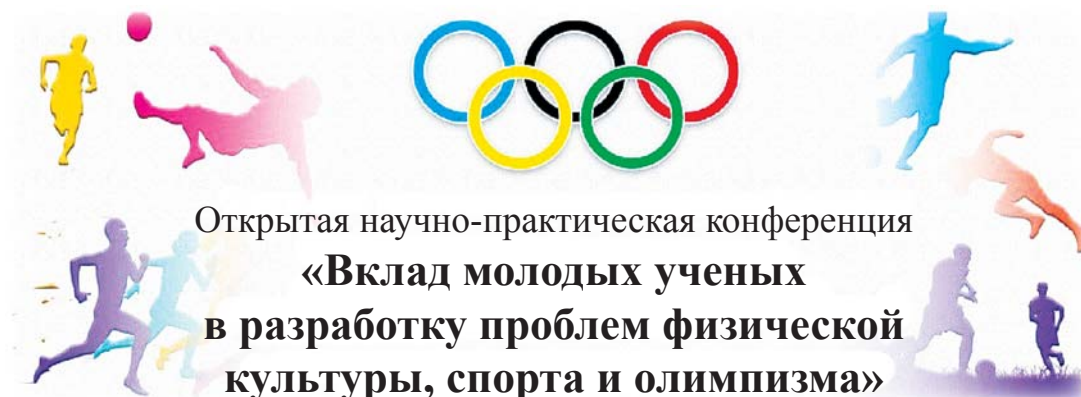 Открытая научно-практическая конференция
«Вклад молодых ученых
в разработку проблем физической
культуры, спорта и олимпизма»